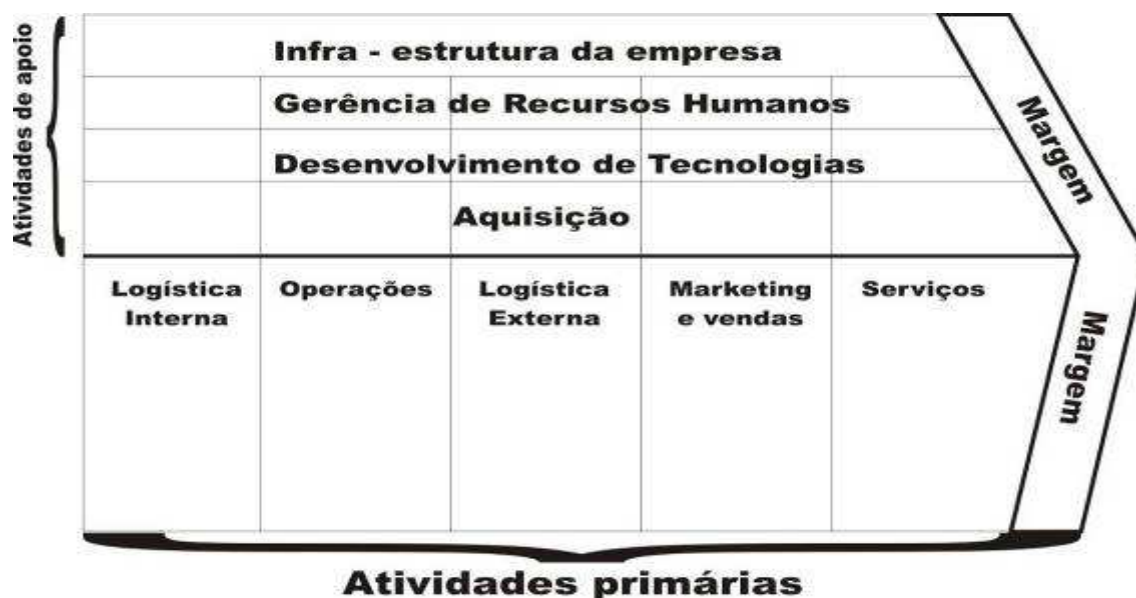 Atividades de apoio
Infra - estrutura da empresa
Gerência de Recursos Humanos
Desenvolvimento de Tecnologias
Aquisição
Margem
Logística
Interna
Operações
Logística
Externa
Marketing
e vendas
Serviços
Margem
Atividades primárias